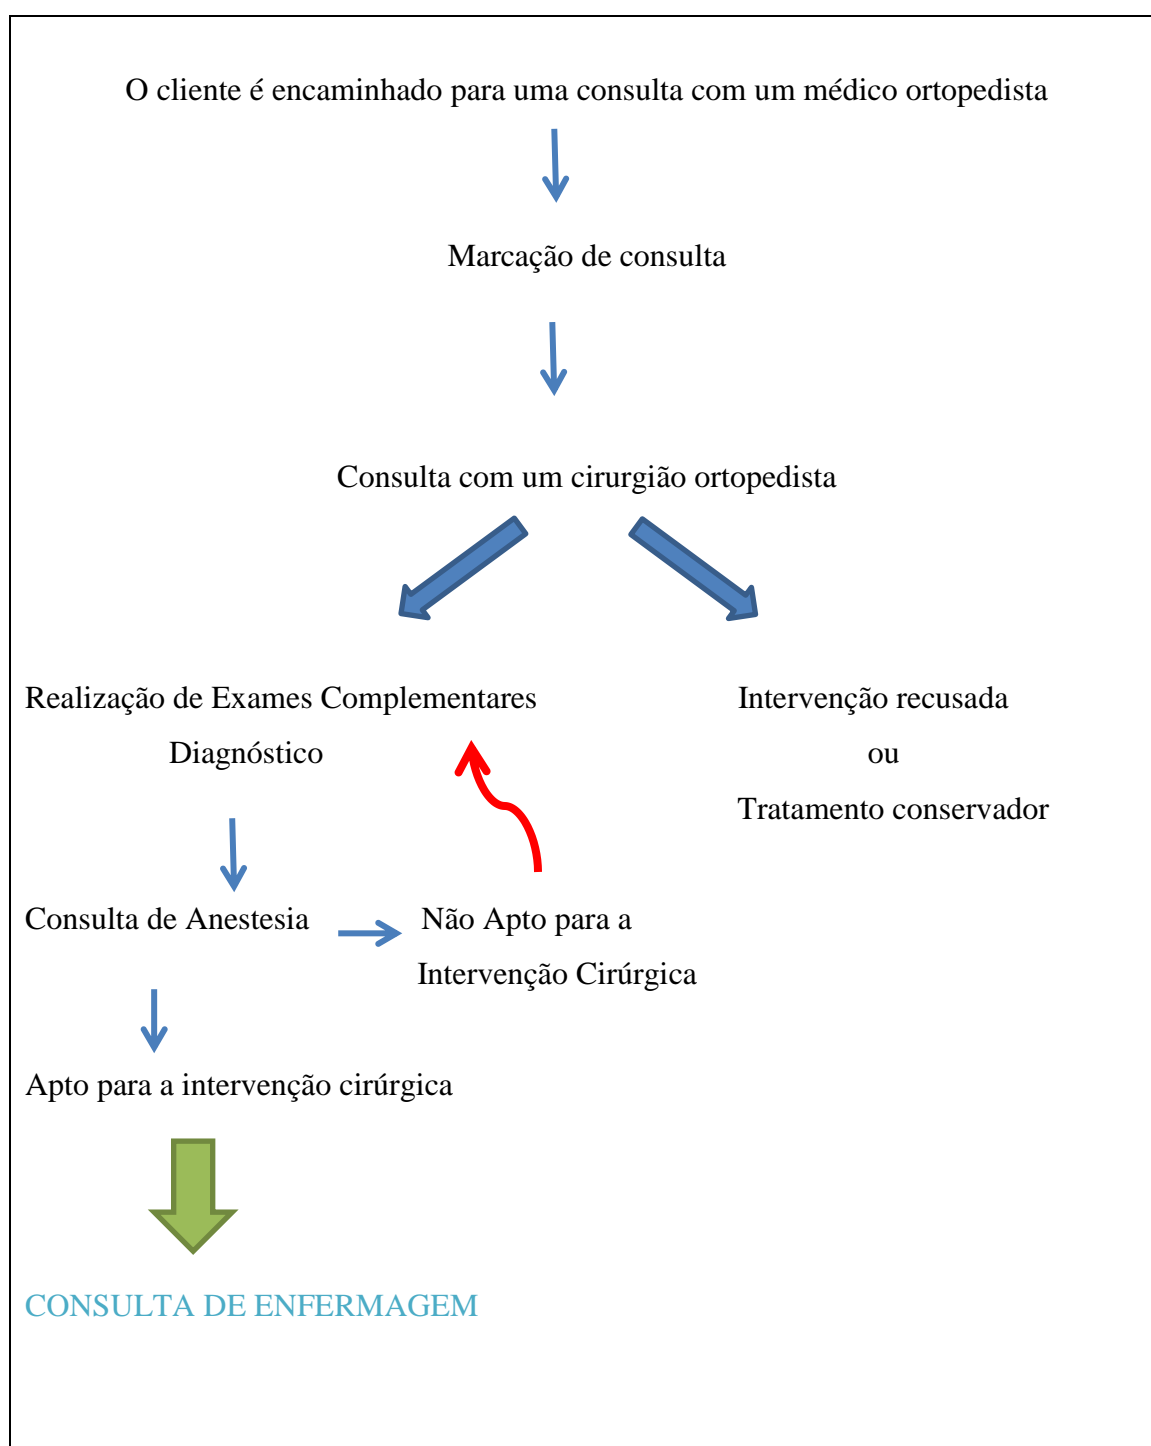 O cliente é encaminhado para uma consulta com um médico ortopedista
Marcação de consulta
Consulta com um cirurgião ortopedista
Realização de Exames Complementares
Diagnóstico
Intervenção recusada
ou
Tratamento conservador
Consulta de Anestesia
Não Apto para a
Intervenção Cirúrgica
Apto para a intervenção cirúrgica
CONSULTA DE ENFERMAGEM